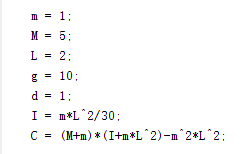 m = 1;
M = 5;
L = 2;
g = 10;
d = 1;
I = m*L^2/30;
C = (M+m)*(I+m*L^2)-m^2*L^2;